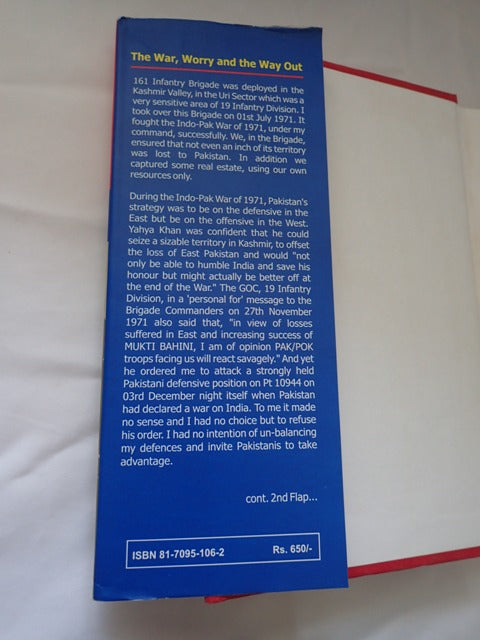 The War, Worry and the Way Out
161 Infantry Brigade was deployed in the
Kashmir Valley, in the Uri Sector which was a
very sensitive area of 19 Infantry Division. I
took over this Brigade on 01st July 1971. It
fought the Indo-Pak War of 1971, under my
command, successfully. We, in the Brigade,
ensured that not even an inch of its territory
was lost to Pakistan. In addition we
captured some real estate, using our own
resources only.
During the Indo-Pak War of 1971, Pakistan's
strategy was to be on the defensive in the
East but be on the offensive in the West.
Yahya Khan was confident that he could
seize a sizable territory in Kashmir, to offset
the loss of East Pakistan and would "not
only be able to humble India and save his
honour but might actually be better off at
the end of the War." The GOC, 19 Infantry
Division, in a 'personal for' message to the
Brigade Commanders on 27th November
1971 also said that, "in view of losses
suffered in East and increasing success of
MUKTI BAHINI, I am of opinion PAK/POK
troops facing us will react savagely." And yet
he ordered me to attack a strongly held
Pakistani defensive position on Pt 10944 on
03rd December night itself when Pakistan
had declared a war on India. To me it made
no sense and I had no choice but to refuse
his order. I had no intention of un-balancing
my defences and invite Pakistanis to take
advantage.
cont. 2nd Flap...
ISBN 81-7095-106-2 Rs. 650/-